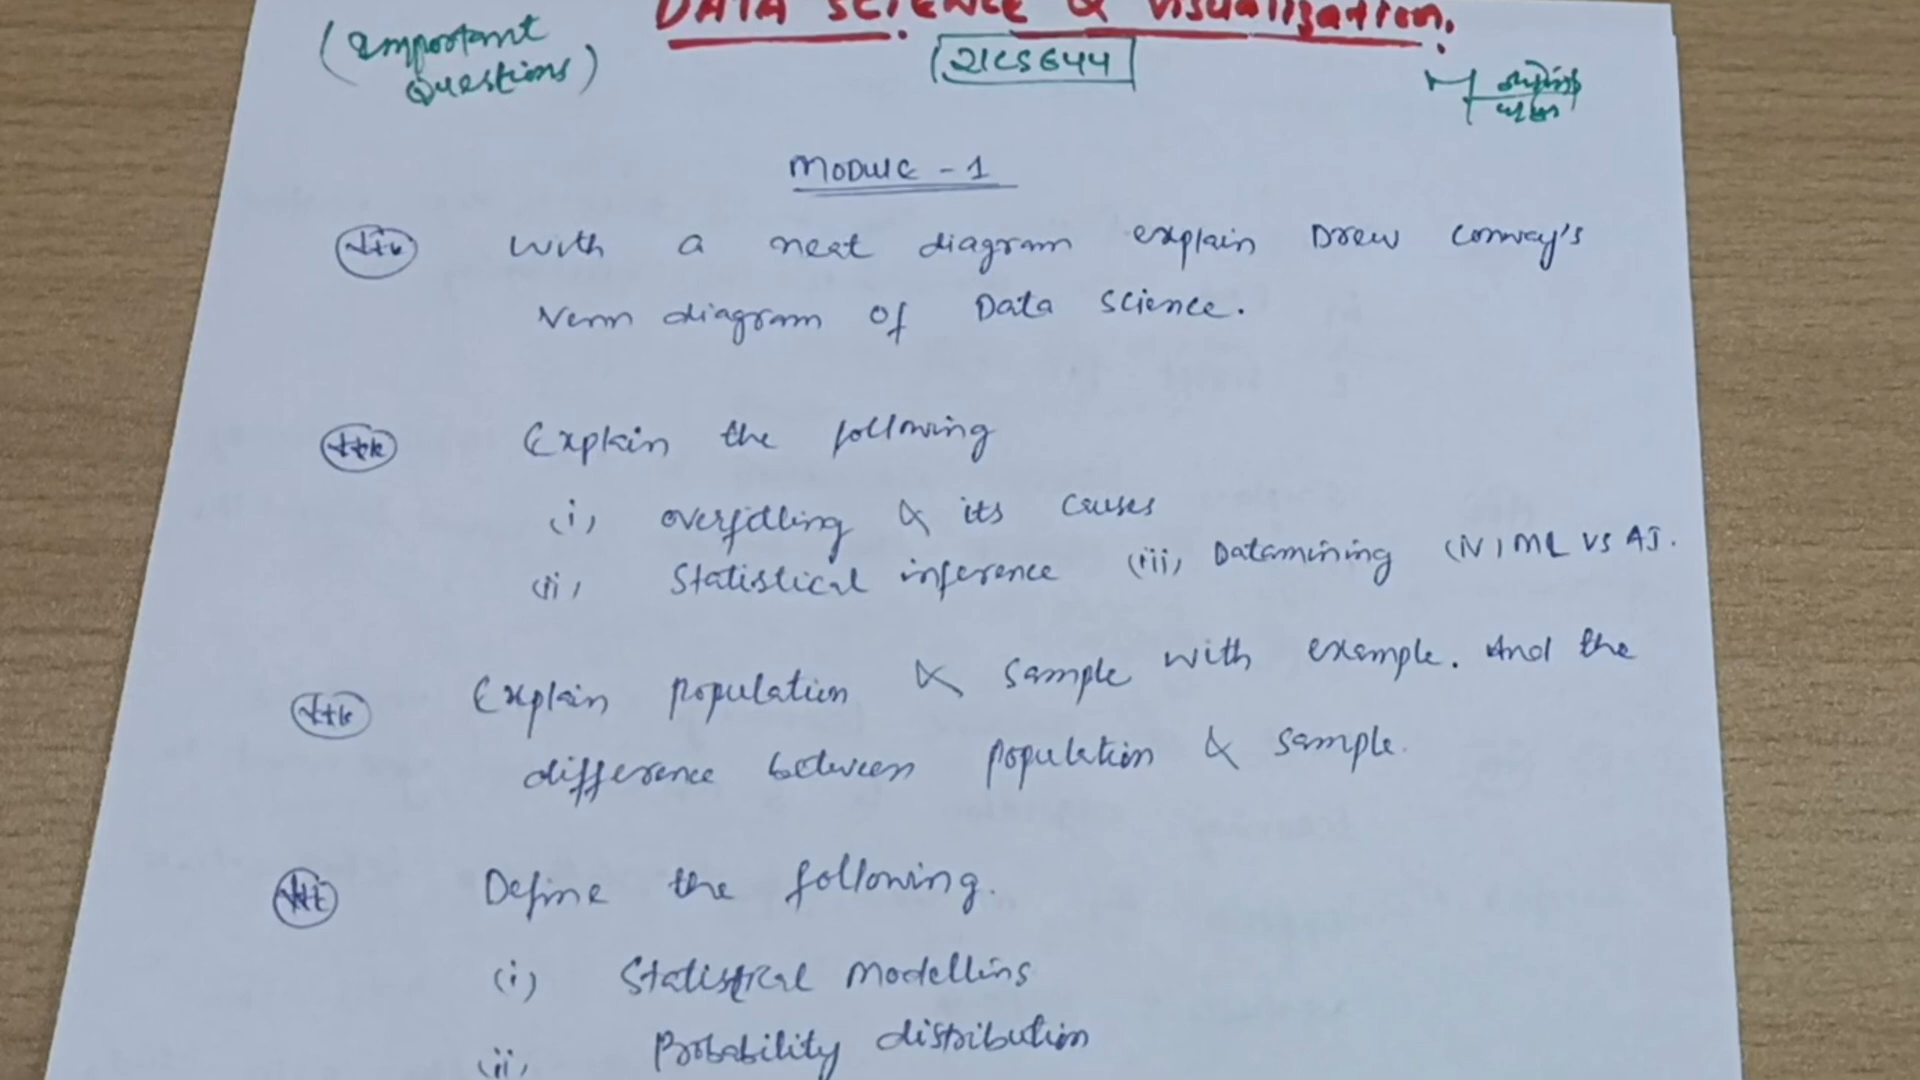 DATA SCIENCE & Visualization.
(Important
Questions)
21CS644
Module - 1
With a neat diagram explain Drew Conway's
Venn diagram of Data Science.
Explain the following
(i) overfitting & its causes
(ii) Statistical inference (iii) Datamining (iv) ML vs AI.
Explain population & sample with example. And the
difference between population & sample.
Define the following.
(i) Statistical Modelling
(ii) Probability distribution